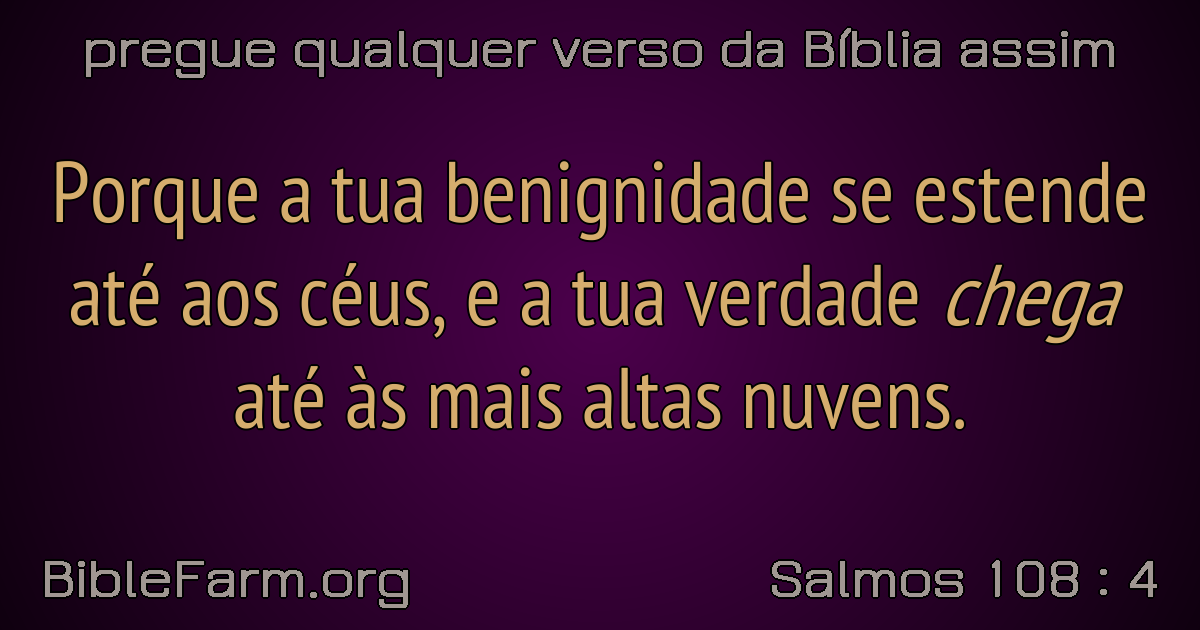 pregue qualquer verso da Bíblia assim
Porque a tua benignidade se estende
até aos céus, e a tua verdade chega
até às mais altas nuvens.
BibleFarm.org
Salmos 108 : 4